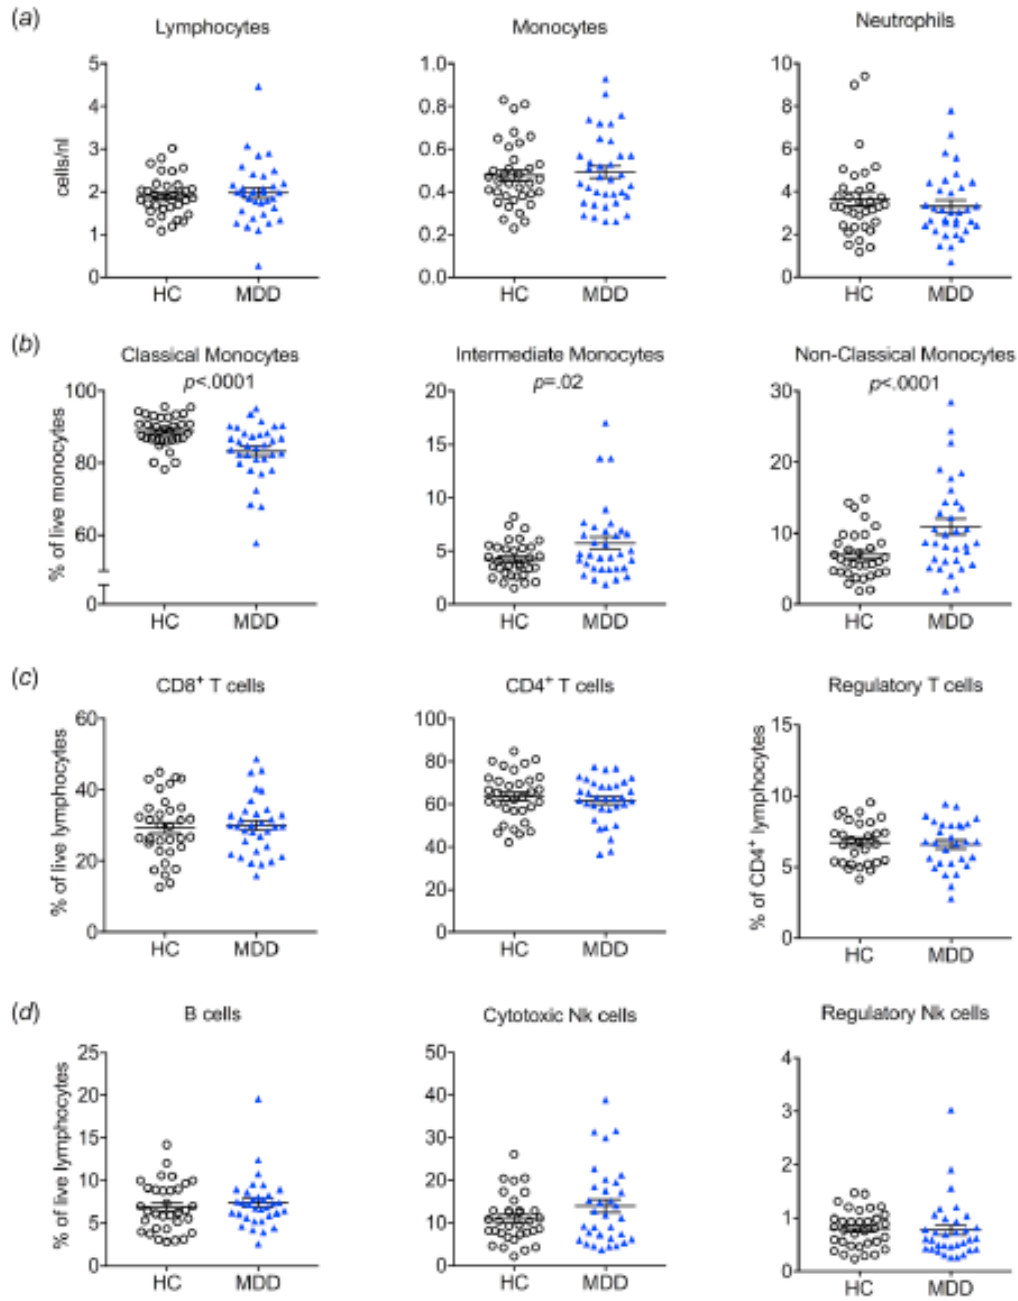 (a)
Lymphocytes
Monocytes
Neutrophils
cells/nl
5
4
3
2
1
0
HC
MDD
1.0
0.8
0.6
0.4
0.2
0.0
HC
MDD
10
8
6
4
2
0
HC
MDD
(b)
Classical Monocytes
p<.0001
Intermediate Monocytes
p=.02
Non-Classical Monocytes
p<.0001
% of live monocytes
100
80
60
0
HC
MDD
20
15
10
5
0
HC
MDD
30
20
10
0
HC
MDD
(c)
CD8+ T cells
CD4+ T cells
Regulatory T cells
% of live lymphocytes
60
40
20
0
HC
MDD
100
80
60
40
20
0
HC
MDD
% of CD4+ lymphocytes
15
10
5
0
HC
MDD
(d)
B cells
Cytotoxic Nk cells
Regulatory Nk cells
% of live lymphocytes
25
20
15
10
5
0
HC
MDD
50
40
30
20
10
0
HC
MDD
4
3
2
1
0
HC
MDD